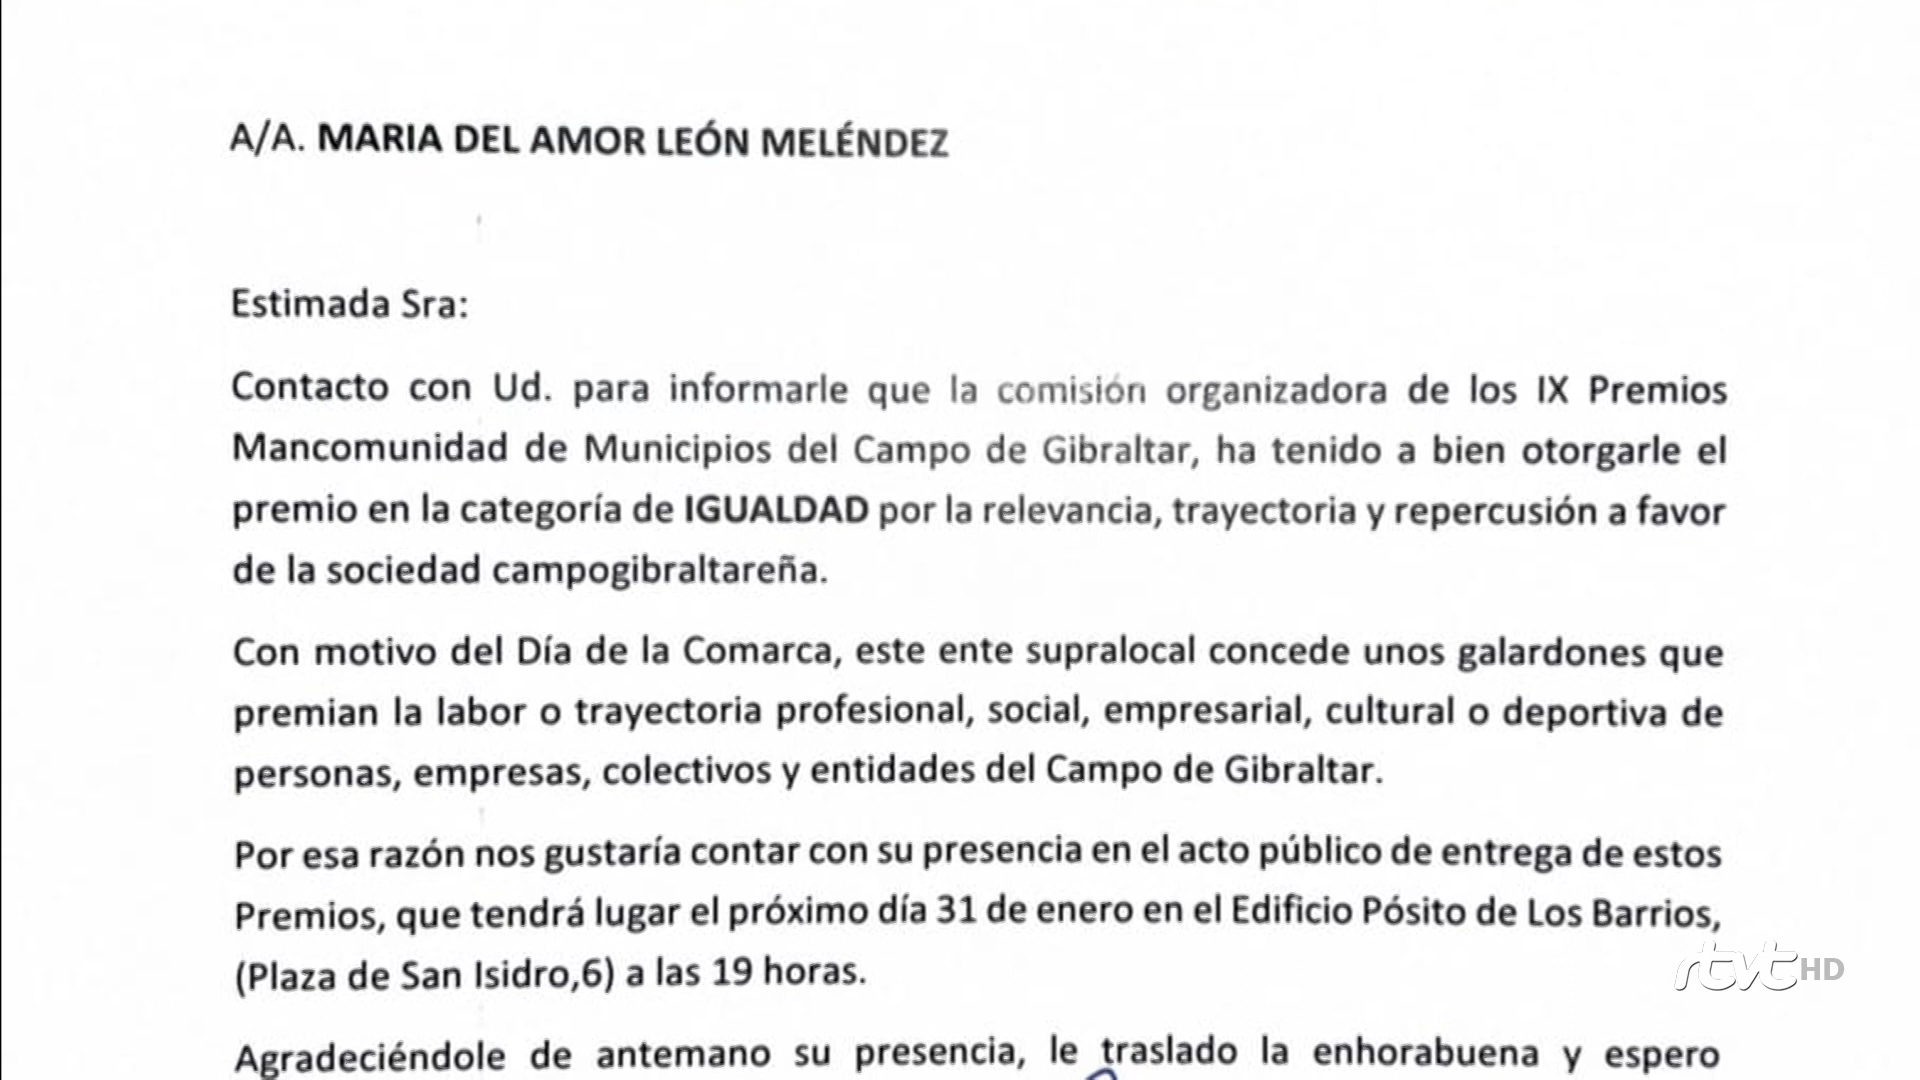 A/A. MARIA DEL AMOR LEÓN MELÉNDEZ
Estimada Sra:
Contacto con Ud. para informarle que la comisión organizadora de los IX Premios
Mancomunidad de Municipios del Campo de Gibraltar, ha tenido a bien otorgarle el
premio en la categoría de IGUALDAD por la relevancia, trayectoria y repercusión a favor
de la sociedad campogibraltareña.
Con motivo del Día de la Comarca, este ente supralocal concede unos galardones que
premian la labor o trayectoria profesional, social, empresarial, cultural o deportiva de
personas, empresas, colectivos y entidades del Campo de Gibraltar.
Por esa razón nos gustaría contar con su presencia en el acto público de entrega de estos
Premios, que tendrá lugar el próximo día 31 de enero en el Edificio Pósito de Los Barrios,
(Plaza de San Isidro,6) a las 19 horas.
rtvt HD
Agradeciéndole de antemano su presencia, le traslado la enhorabuena y espero